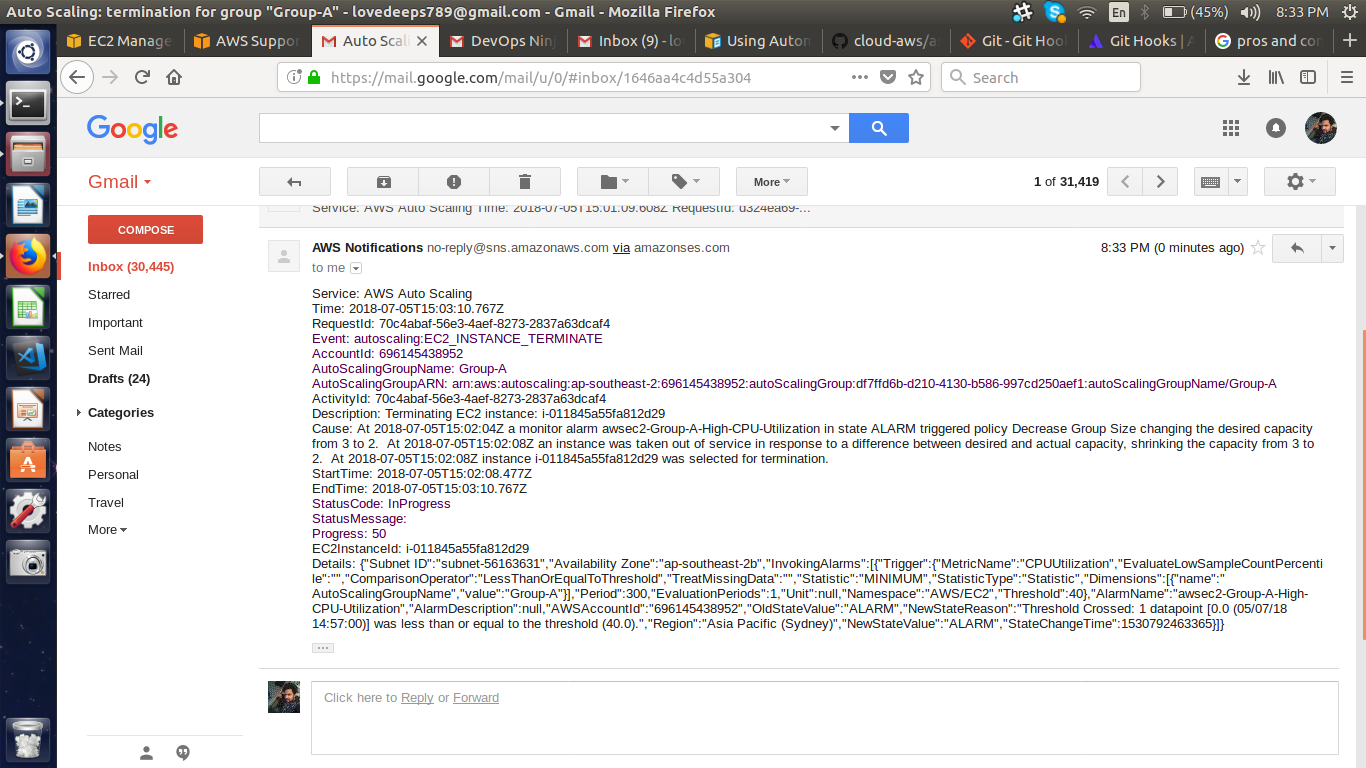 Auto Scaling: termination for group "Group-A" - lovedeeps789@gmail.com - Gmail - Mozilla Firefox
En (45%) 8:33 PM
EC2 Manage
AWS Suppor
Auto Scali
DevOps Nin
Inbox (9) - lo
Using Autom
cloud-aws/a
Git - Git Hoo
Git Hooks | A
pros and con
https://mail.google.com/mail/u/0/#inbox/1646aa4c4d55a304
Search
Google
Gmail
More
1 of 31,419
COMPOSE
Inbox (30,445)
Starred
Important
Sent Mail
Drafts (24)
Categories
Notes
Personal
Travel
More
Service: AWS Auto Scaling Time: 2018-07-05T15:01:09.608Z RequestId: d324ea69-...
AWS Notifications no-reply@sns.amazonaws.com via amazonses.com
8:33 PM (0 minutes ago)
to me
Service: AWS Auto Scaling
Time: 2018-07-05T15:03:10.767Z
RequestId: 70c4abaf-56e3-4aef-8273-2837a63dcaf4
Event: autoscaling:EC2_INSTANCE_TERMINATE
AccountId: 696145438952
AutoScalingGroupName: Group-A
AutoScalingGroupARN: arn:aws:autoscaling:ap-southeast-2:696145438952:autoScalingGroup:df7ffd6b-d210-4130-b586-997cd250aef1:autoScalingGroupName/Group-A
ActivityId: 70c4abaf-56e3-4aef-8273-2837a63dcaf4
Description: Terminating EC2 instance: i-011845a55fa812d29
Cause: At 2018-07-05T15:02:04Z a monitor alarm awsec2-Group-A-High-CPU-Utilization in state ALARM triggered policy Decrease Group Size changing the desired capacity
from 3 to 2. At 2018-07-05T15:02:08Z an instance was taken out of service in response to a difference between desired and actual capacity, shrinking the capacity from 3 to
2. At 2018-07-05T15:02:08Z instance i-011845a55fa812d29 was selected for termination.
StartTime: 2018-07-05T15:02:08.477Z
EndTime: 2018-07-05T15:03:10.767Z
StatusCode: InProgress
StatusMessage:
Progress: 50
EC2InstanceId: i-011845a55fa812d29
Details: {"Subnet ID":"subnet-56163631","Availability Zone":"ap-southeast-2b","InvokingAlarms":[{"Trigger":{"MetricName":"CPUUtilization","EvaluateLowSampleCountPercenti
le":"","ComparisonOperator":"LessThanOrEqualToThreshold","TreatMissingData":"","Statistic":"MINIMUM","StatisticType":"Statistic","Dimensions":[{"name":"
AutoScalingGroupName","value":"Group-A"}],"Period":300,"EvaluationPeriods":1,"Unit":null,"Namespace":"AWS/EC2","Threshold":40},"AlarmName":"awsec2-Group-A-High-
CPU-Utilization","AlarmDescription":null,"AWSAccountId":"696145438952","OldStateValue":"ALARM","NewStateReason":"Threshold Crossed: 1 datapoint [0.0 (05/07/18
14:57:00)] was less than or equal to the threshold (40.0).","Region":"Asia Pacific (Sydney)","NewStateValue":"ALARM","StateChangeTime":1530792463365}]}
Click here to Reply or Forward